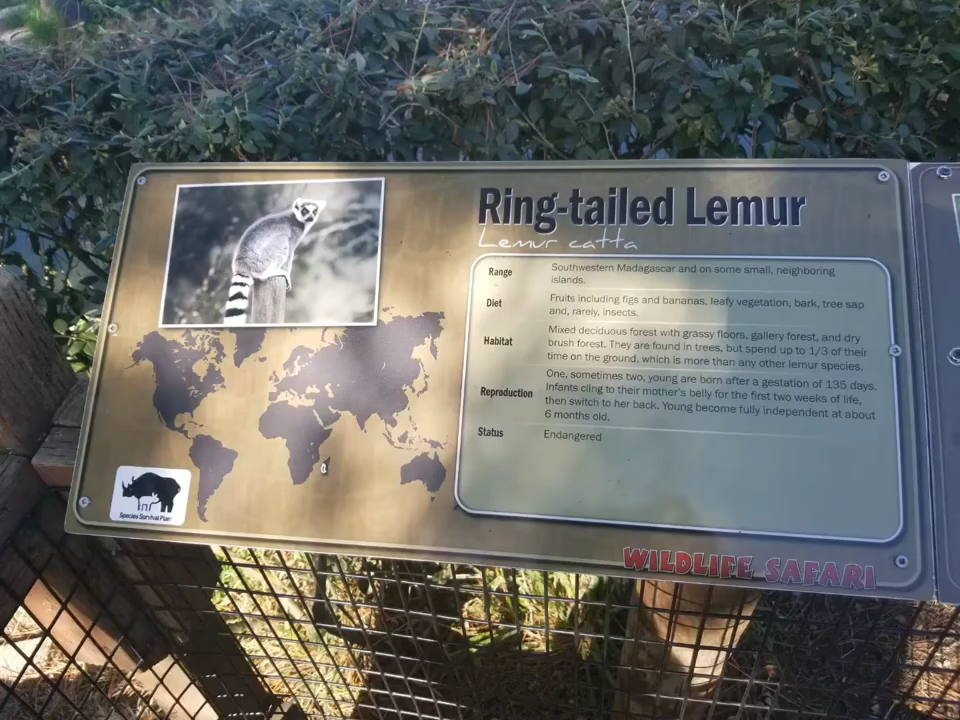 Ring-tailed Lemur
Lemur catta
Range
Southwestern Madagascar and on some small, neighboring
islands.
Diet
Fruits including figs and bananas, leafy vegetation, bark, tree sap
and, rarely, insects.
Habitat
Mixed deciduous forest with grassy floors, gallery forest, and dry
brush forest. They are found in trees, but spend up to 1/3 of their
time on the ground, which is more than any other lemur species.
Reproduction
One, sometimes two, young are born after a gestation of 135 days.
Infants cling to their mother's belly for the first two weeks of life,
then switch to her back. Young become fully independent at about
6 months old.
Status
Endangered
Species Survival Plan
WILDLIFE SAFARI